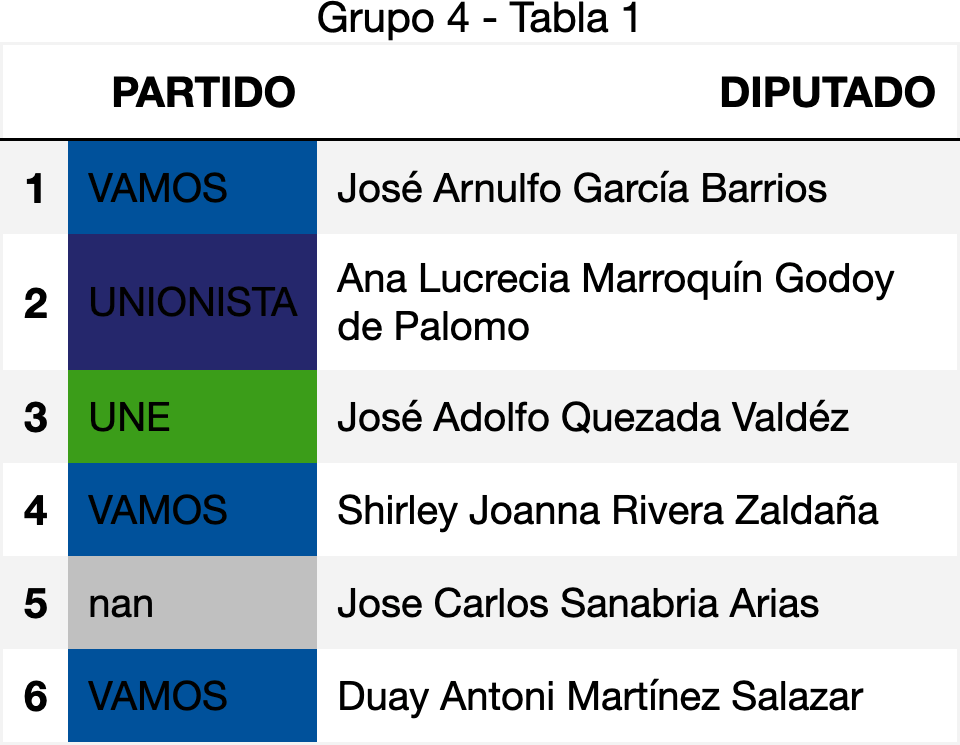 Grupo 4 - Tabla 1
PARTIDO DIPUTADO
1 VAMOS José Arnulfo García Barrios
2 UNIONISTA Ana Lucrecia Marroquín Godoy
de Palomo
3 UNE José Adolfo Quezada Valdéz
4 VAMOS Shirley Joanna Rivera Zaldaña
5 nan Jose Carlos Sanabria Arias
6 VAMOS Duay Antoni Martínez Salazar